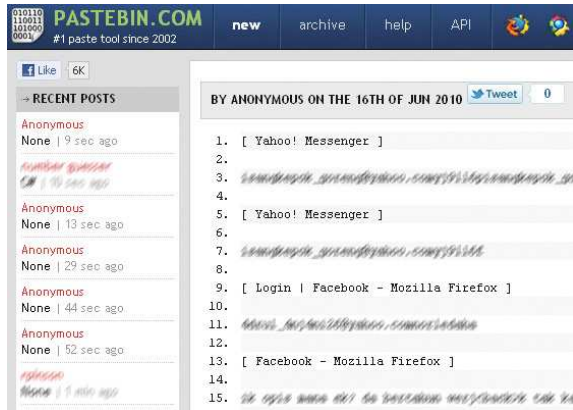 010110
110011
101000
0001
PASTEBIN.COM
#1 paste tool since 2002
new archive help API
Like 6K
→ RECENT POSTS
Anonymous
None | 9 sec ago
Anonymous
None | 13 sec ago
Anonymous
None | 29 sec ago
Anonymous
None | 44 sec ago
Anonymous
None | 52 sec ago
BY ANONYMOUS ON THE 16TH OF JUN 2010 Tweet 0
1. [ Yahoo! Messenger ]
2.
3.
4.
5. [ Yahoo! Messenger ]
6.
7.
8.
9. [ Login | Facebook - Mozilla Firefox ]
10.
11.
12.
13. [ Facebook - Mozilla Firefox ]
14.
15.